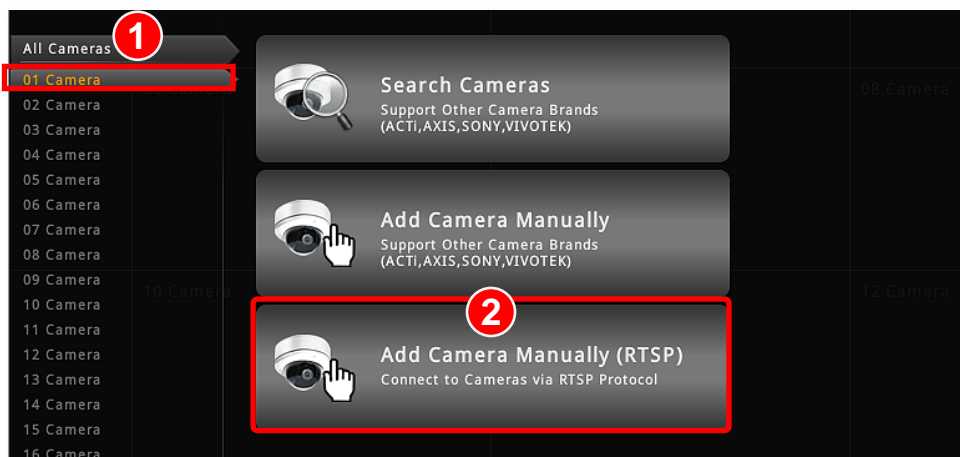 1
All Cameras
01 Camera
02 Camera
03 Camera
04 Camera
05 Camera
06 Camera
07 Camera
08 Camera
09 Camera
10 Camera
11 Camera
12 Camera
13 Camera
14 Camera
15 Camera
16 Camera
Search Cameras
Support Other Camera Brands
(ACTi,AXIS,SONY,VIVOTEK)
Add Camera Manually
Support Other Camera Brands
(ACTi,AXIS,SONY,VIVOTEK)
2
Add Camera Manually (RTSP)
Connect to Cameras via RTSP Protocol
08 Camera
10 Camera
12 Camera